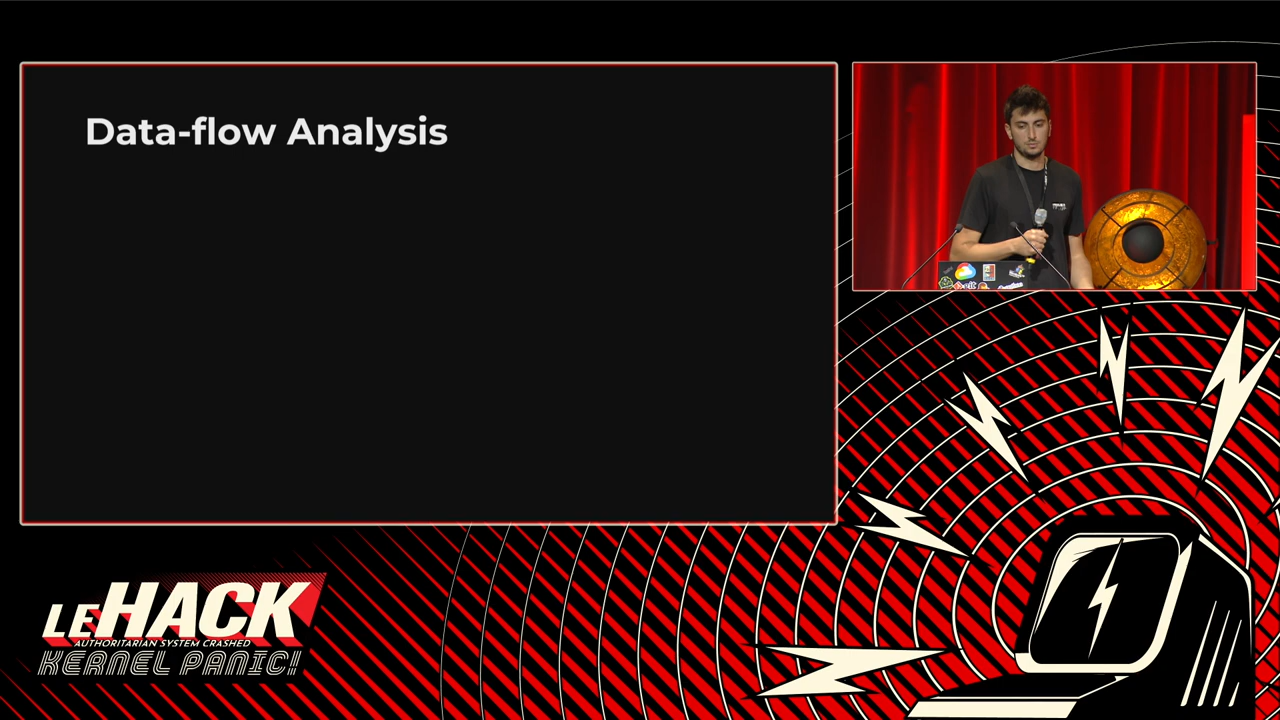 Data-flow Analysis
LEHACK
AUTHORITARIAN SYSTEM CRASHED
KERNEL PANIC!